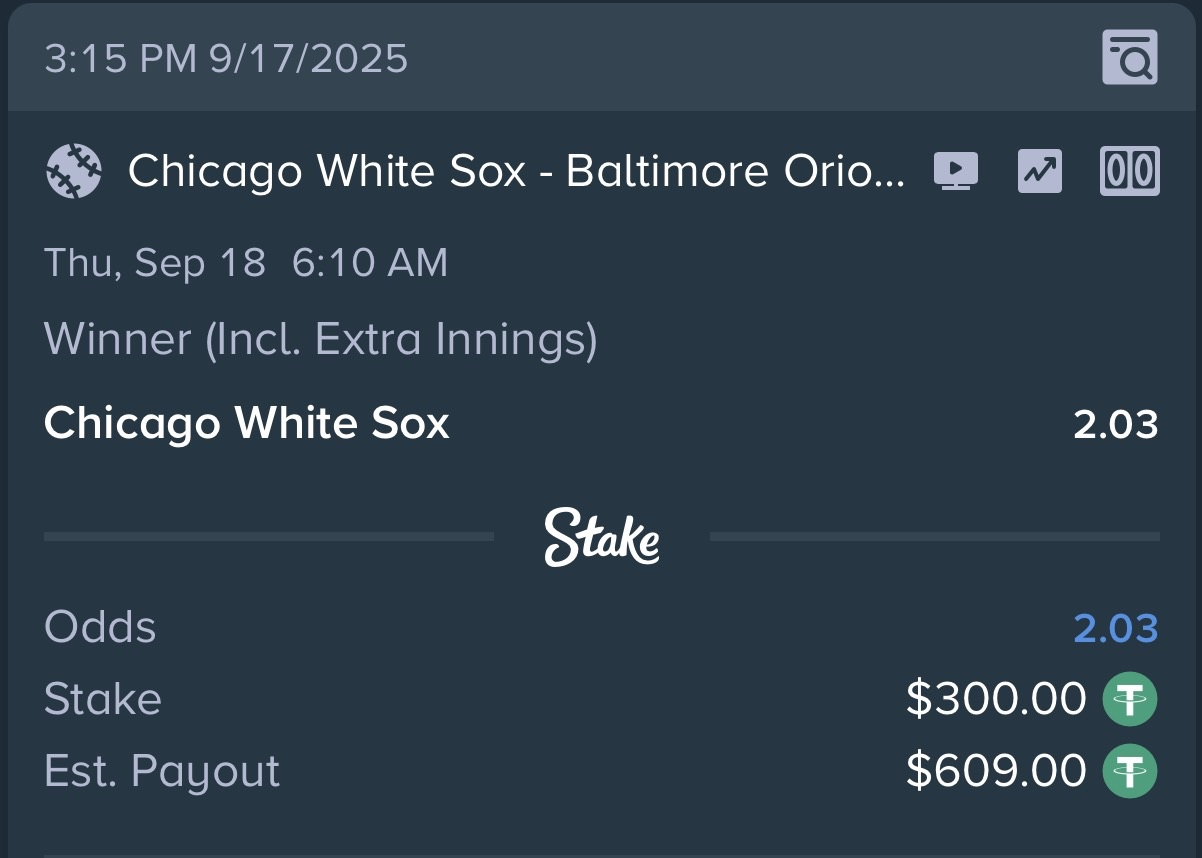 3:15 PM 9/17/2025
Chicago White Sox - Baltimore Orio...
Thu, Sep 18 6:10 AM
Winner (Incl. Extra Innings)
Chicago White Sox 2.03
Stake
Odds 2.03
Stake $300.00
Est. Payout $609.00